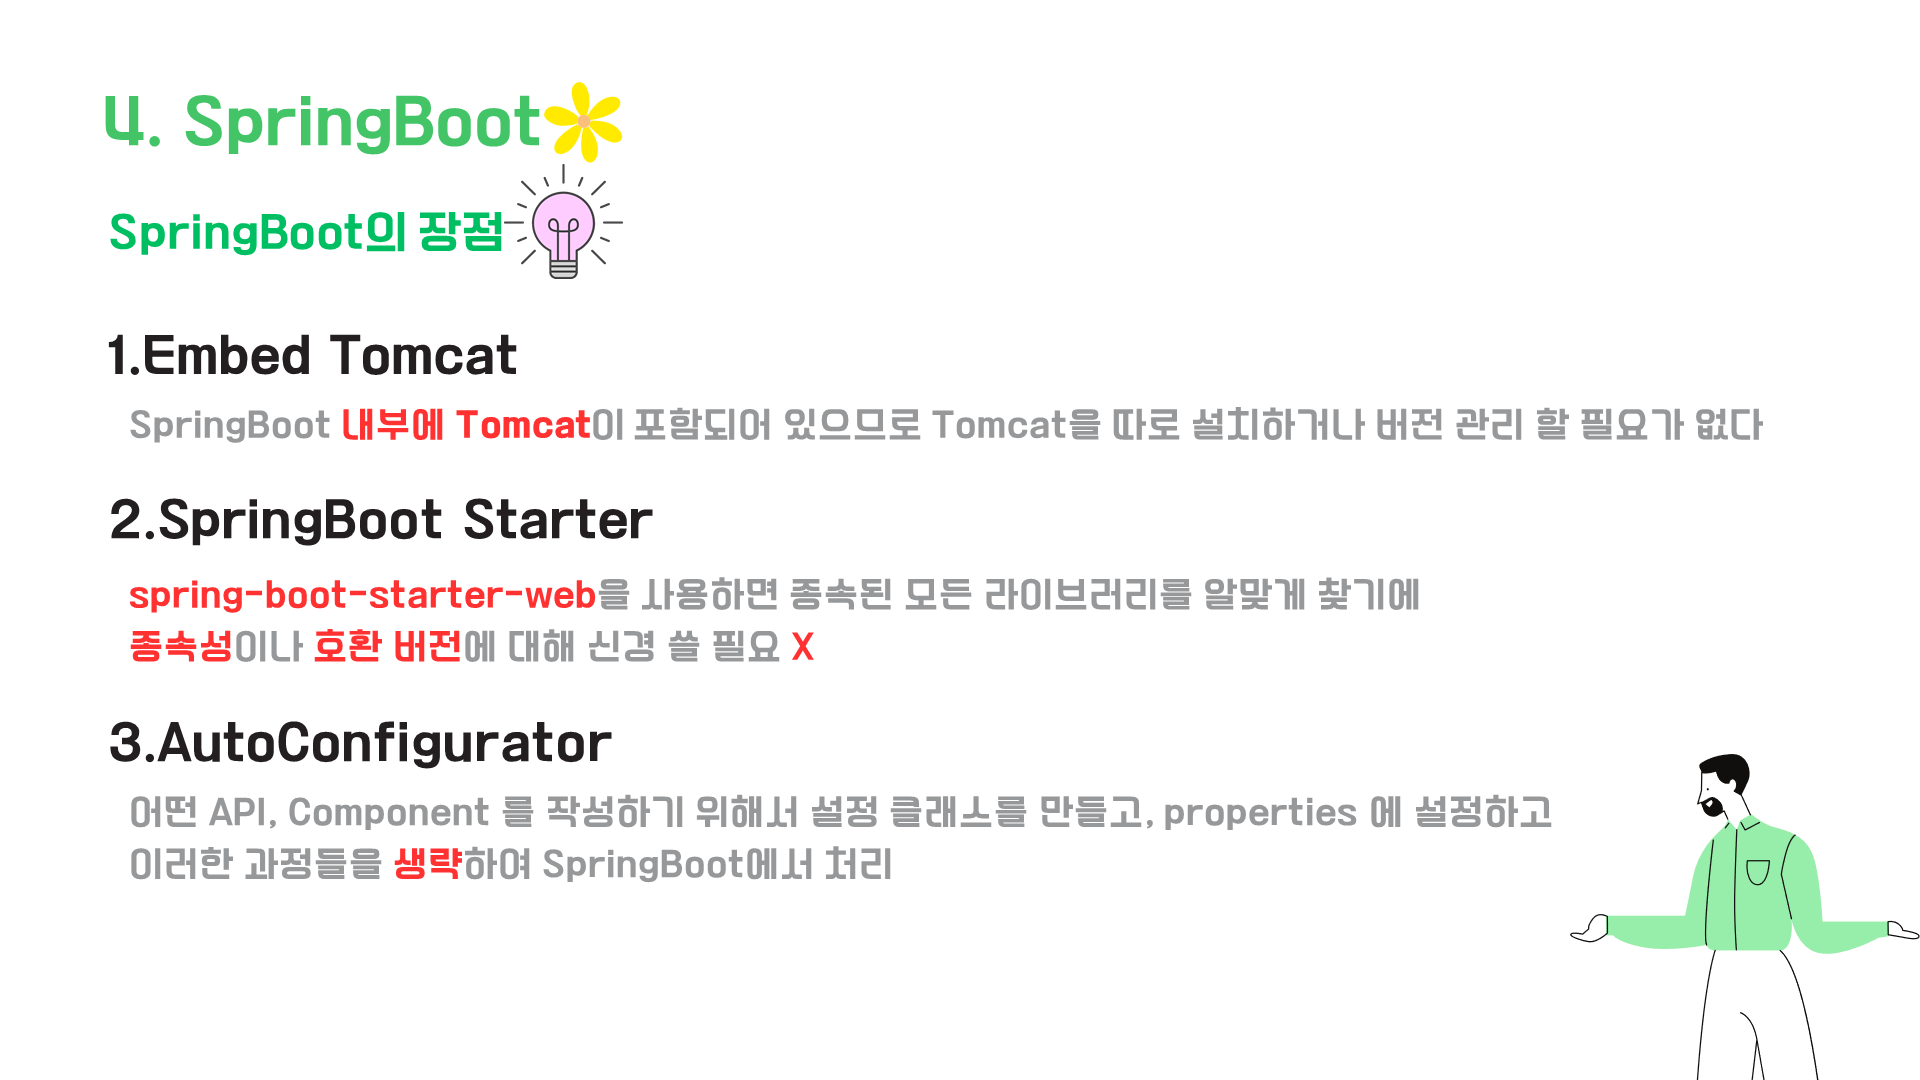 4. SpringBoot
SpringBoot의 장점
1.Embed Tomcat
SpringBoot 내부에 Tomcat이 포함되어 있으므로 Tomcat을 따로 설치하거나 버전 관리 할 필요가 없다
2.SpringBoot Starter
spring-boot-starter-web을 사용하면 종속된 모든 라이브러리를 알맞게 찾기에
종속성이나 호환 버전에 대해 신경 쓸 필요 X
3.AutoConfigurator
어떤 API, Component 를 작성하기 위해서 설정 클래스를 만들고, properties 에 설정하고
이러한 과정들을 생략하여 SpringBoot에서 처리